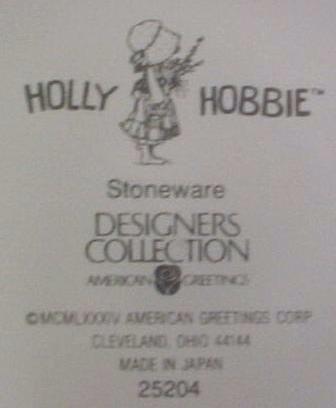 HOLLY HOBBIE™
Stoneware
DESIGNERS
COLLECTION
AMERICAN GREETINGS
©MCMLXXXIV AMERICAN GREETINGS CORP
CLEVELAND, OHIO 44144
MADE IN JAPAN
25204